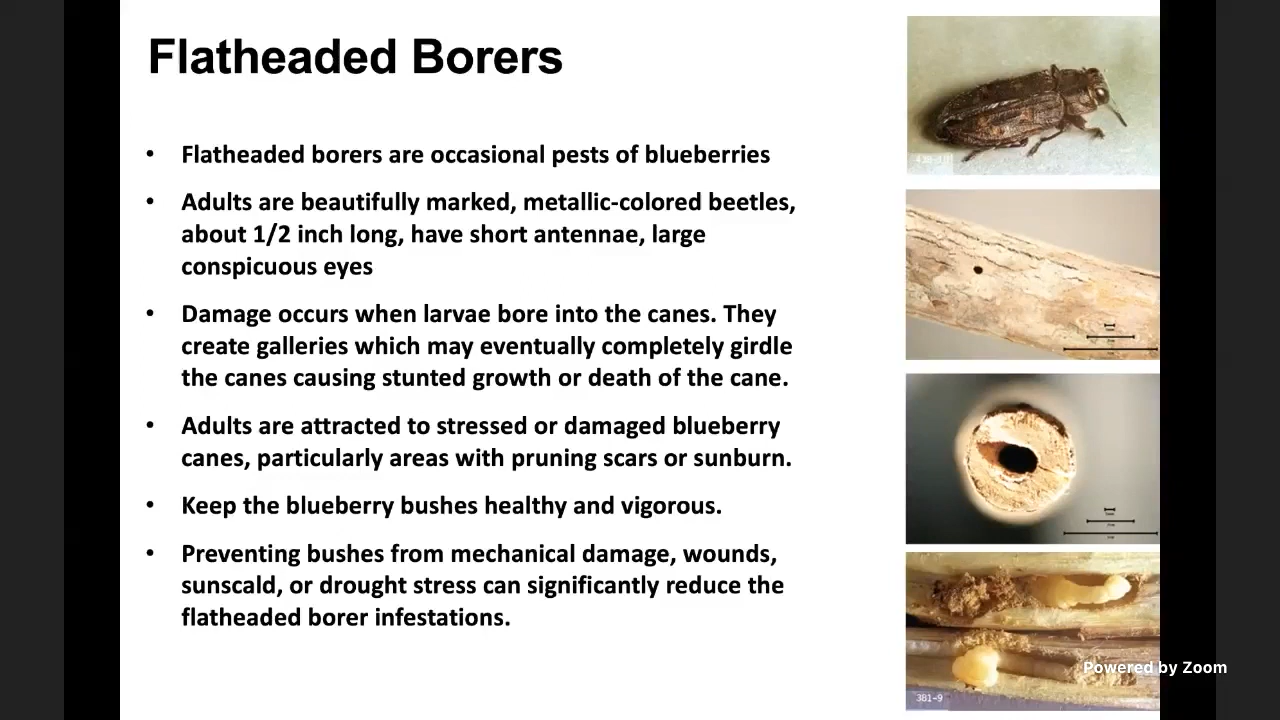 Flatheaded Borers
• Flatheaded borers are occasional pests of blueberries
• Adults are beautifully marked, metallic-colored beetles,
about 1/2 inch long, have short antennae, large
conspicuous eyes
• Damage occurs when larvae bore into the canes. They
create galleries which may eventually completely girdle
the canes causing stunted growth or death of the cane.
• Adults are attracted to stressed or damaged blueberry
canes, particularly areas with pruning scars or sunburn.
• Keep the blueberry bushes healthy and vigorous.
• Preventing bushes from mechanical damage, wounds,
sunscald, or drought stress can significantly reduce the
flatheaded borer infestations.
Powered by Zoom
381-9